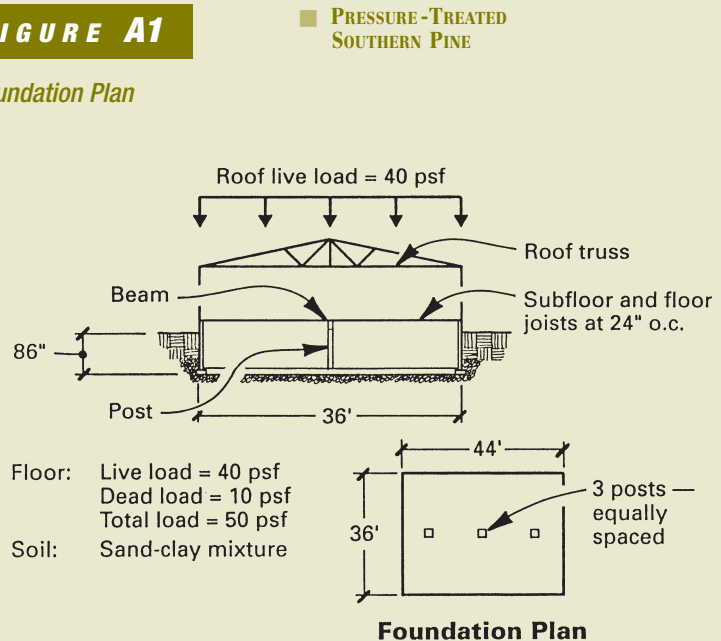 IGURE A1
PRESSURE-TREATED
SOUTHERN PINE
undation Plan
Roof live load = 40 psf
Roof truss
Beam
Subfloor and floor
joists at 24" o.c.
86"
Post
36'
Floor: Live load = 40 psf
Dead load = 10 psf
Total load = 50 psf
Soil: Sand-clay mixture
44'
36'
3 posts —
equally
spaced
Foundation Plan